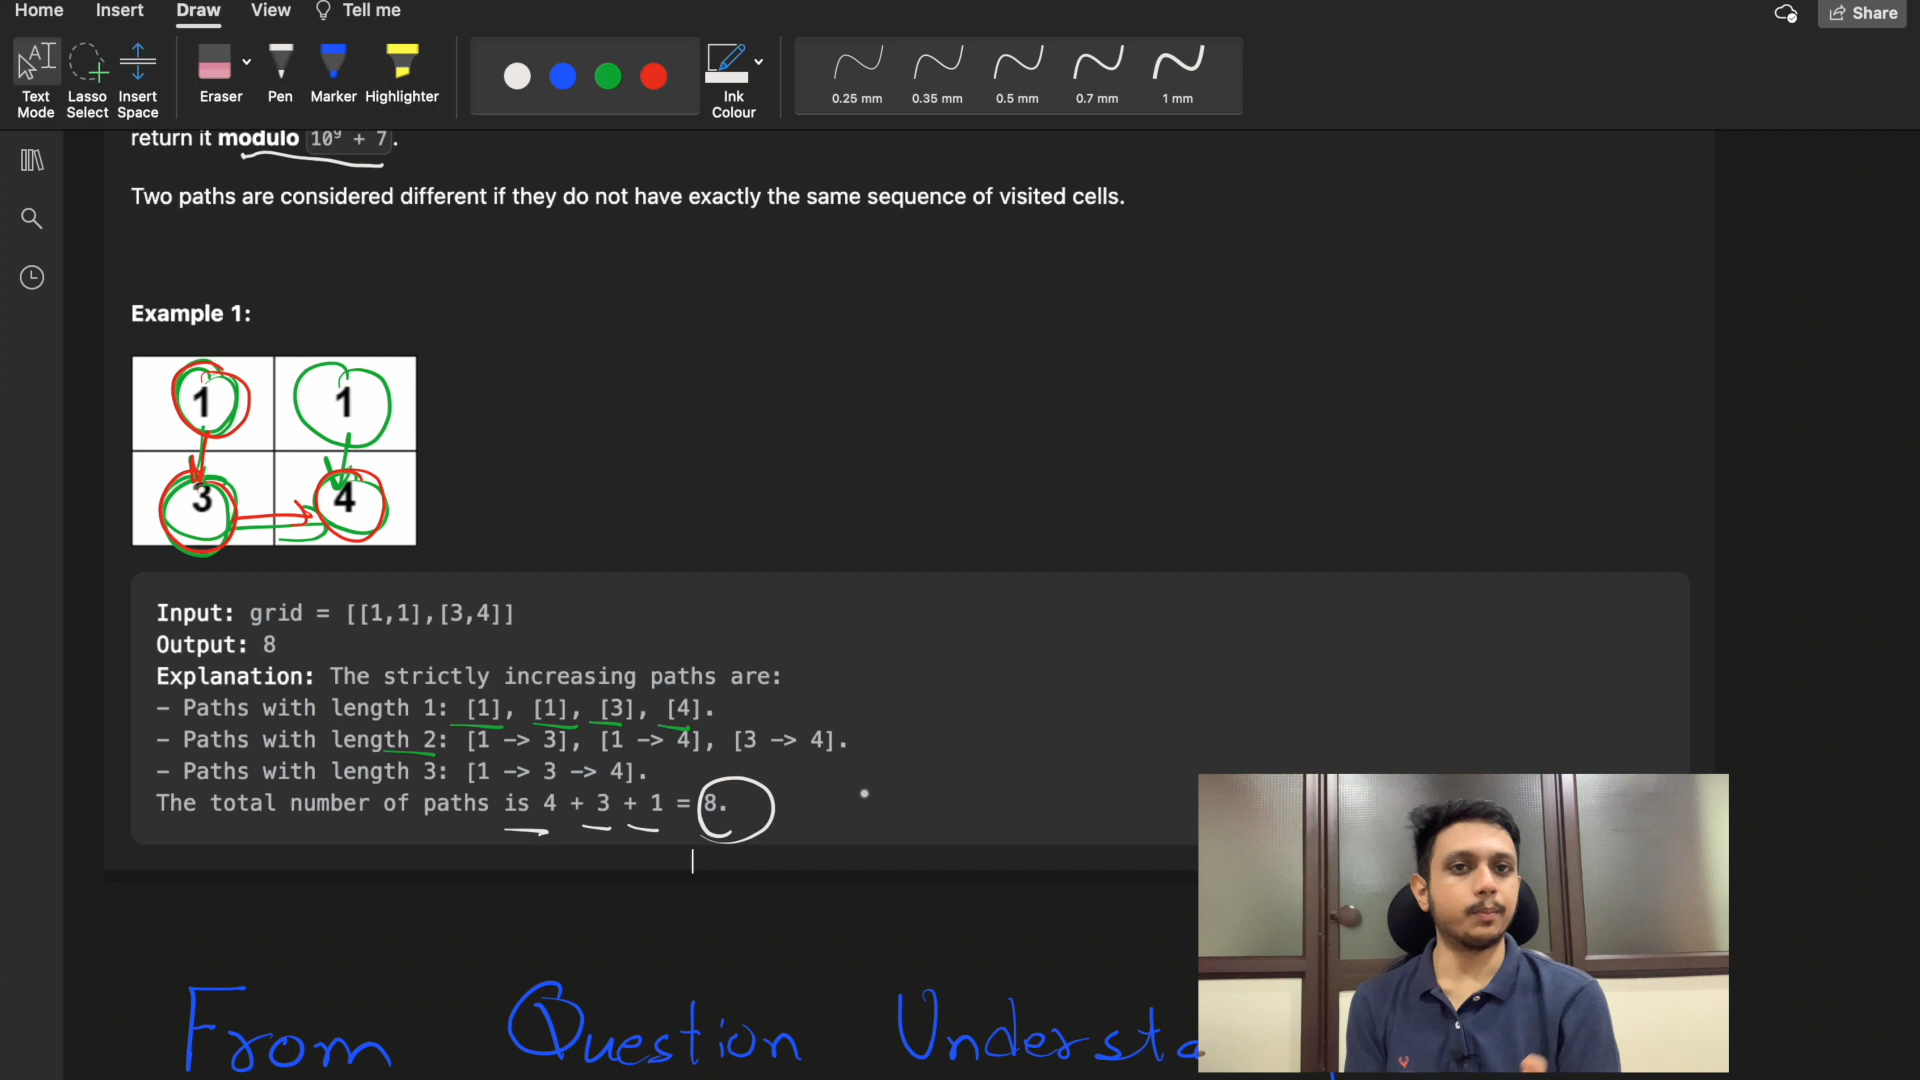 Home Insert Draw View Tell me Share
Text Mode
Lasso Select
Insert Space
Eraser
Pen
Marker
Highlighter
Ink Colour
0.25 mm
0.35 mm
0.5 mm
0.7 mm
1 mm
return it modulo 10⁹ + 7.
Two paths are considered different if they do not have exactly the same sequence of visited cells.
Example 1:
1 1
3 4
Input: grid = [[1,1],[3,4]]
Output: 8
Explanation: The strictly increasing paths are:
- Paths with length 1: [1], [1], [3], [4].
- Paths with length 2: [1 -> 3], [1 -> 4], [3 -> 4].
- Paths with length 3: [1 -> 3 -> 4].
The total number of paths is 4 + 3 + 1 = 8.
From Question Understa